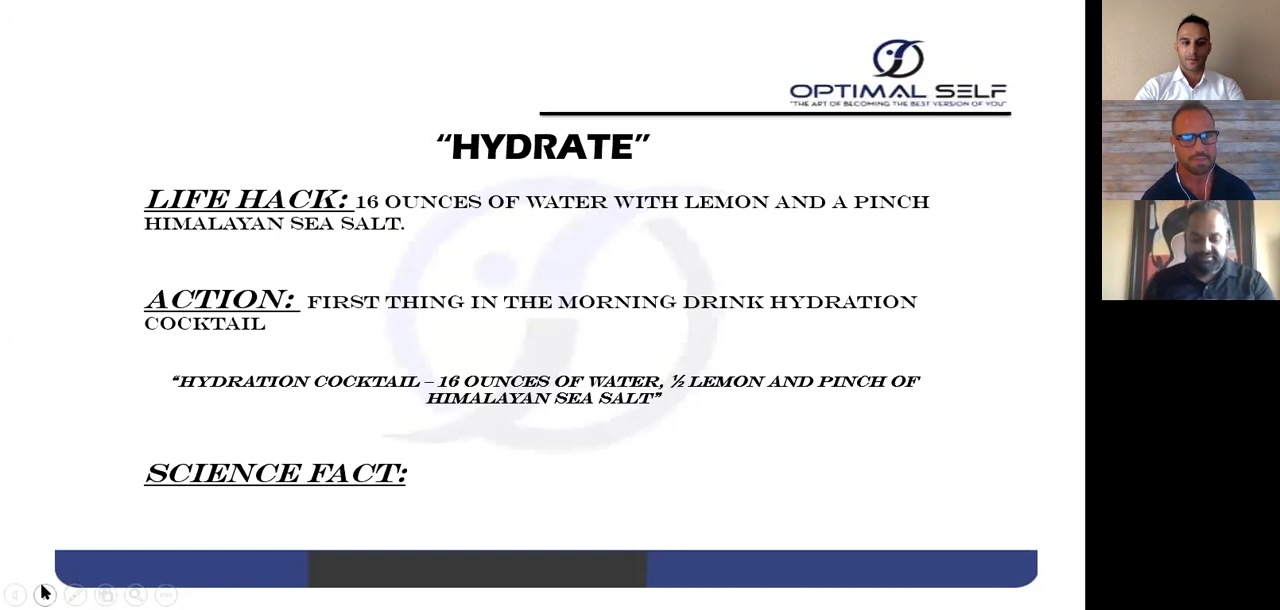 OPTIMAL SELF
"THE ART OF BECOMING THE BEST VERSION OF YOU"
“HYDRATE”
LIFE HACK: 16 OUNCES OF WATER WITH LEMON AND A PINCH
HIMALAYAN SEA SALT.
ACTION: FIRST THING IN THE MORNING DRINK HYDRATION
COCKTAIL
“HYDRATION COCKTAIL – 16 OUNCES OF WATER, ½ LEMON AND PINCH OF
HIMALAYAN SEA SALT”
SCIENCE FACT: